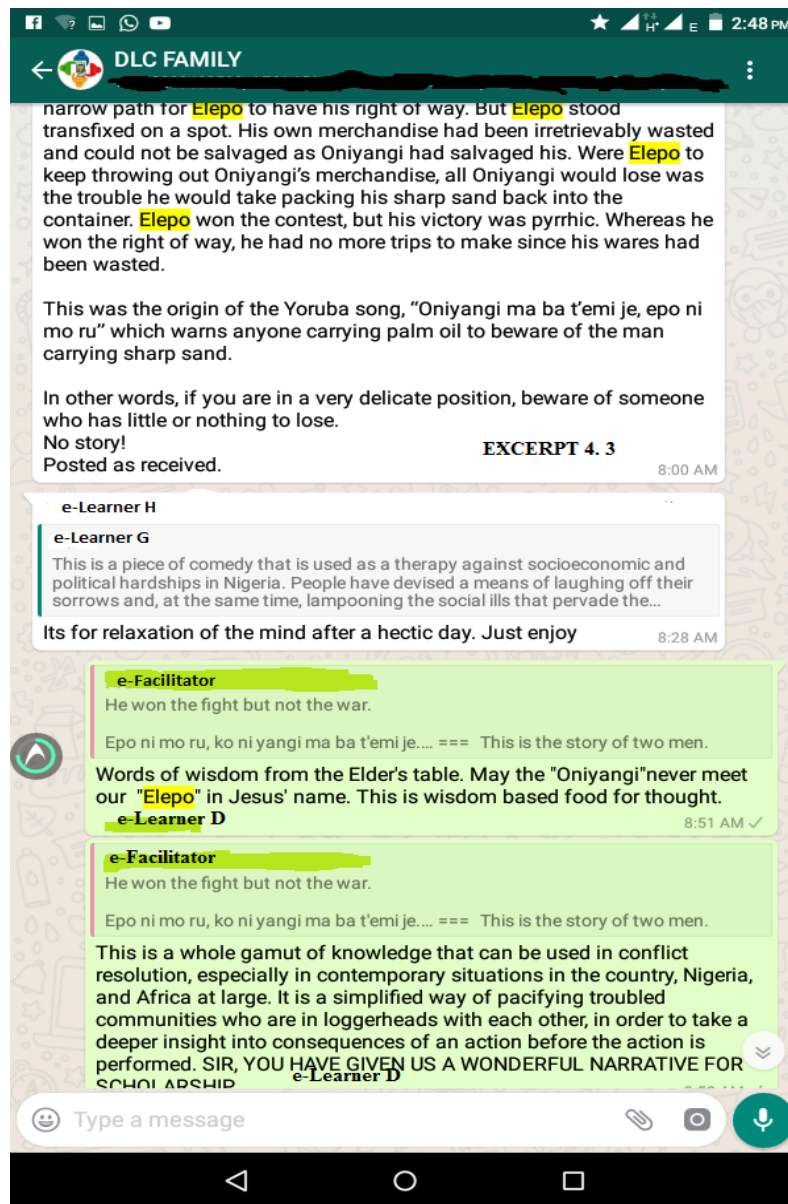 2:48 PM
DLC FAMILY
narrow path for Elepo to have his right of way. But Elepo stood
transfixed on a spot. His own merchandise had been irretrievably wasted
and could not be salvaged as Oniyangi had salvaged his. Were Elepo to
keep throwing out Oniyangi’s merchandise, all Oniyangi would lose was
the trouble he would take packing his sharp sand back into the
container. Elepo won the contest, but his victory was pyrrhic. Whereas he
won the right of way, he had no more trips to make since his wares had
been wasted.
This was the origin of the Yoruba song, “Oniyangi ma ba t’emi je, epo ni
mo ru” which warns anyone carrying palm oil to beware of the man
carrying sharp sand.
In other words, if you are in a very delicate position, beware of someone
who has little or nothing to lose.
No story!
Posted as received.
EXCERPT 4. 3
8:00 AM
e-Learner H
e-Learner G
This is a piece of comedy that is used as a therapy against socioeconomic and
political hardships in Nigeria. People have devised a means of laughing off their
sorrows and, at the same time, lampooning the social ills that pervade the...
Its for relaxation of the mind after a hectic day. Just enjoy
8:28 AM
e-Facilitator
He won the fight but not the war.
Epo ni mo ru, ko ni yangi ma ba t'emi je.... === This is the story of two men.
Words of wisdom from the Elder's table. May the "Oniyangi"never meet
our "Elepo" in Jesus' name. This is wisdom based food for thought.
e-Learner D
8:51 AM
e-Facilitator
He won the fight but not the war.
Epo ni mo ru, ko ni yangi ma ba t'emi je.... === This is the story of two men.
This is a whole gamut of knowledge that can be used in conflict
resolution, especially in contemporary situations in the country, Nigeria,
and Africa at large. It is a simplified way of pacifying troubled
communities who are in loggerheads with each other, in order to take a
deeper insight into consequences of an action before the action is
performed. SIR, YOU HAVE GIVEN US A WONDERFUL NARRATIVE FOR
SCHOLARSHIP
e-Learner D
Type a message